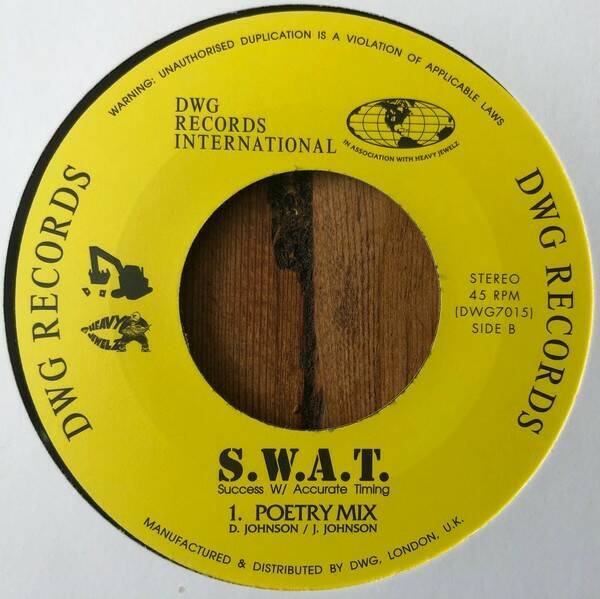 WARNING: UNAUTHORISED DUPLICATION IS A VIOLATION OF APPLICABLE LAWS
DWG
RECORDS
INTERNATIONAL
IN ASSOCIATION WITH HEAVY JEWELZ
DWG RECORDS
DWG RECORDS
HEAVY
JEWELZ
STEREO
45 RPM
(DWG7015)
SIDE B
S.W.A.T.
Success W/ Accurate Timing
1. POETRY MIX
D. JOHNSON / J. JOHNSON
MANUFACTURED & DISTRIBUTED BY DWG, LONDON, U.K.